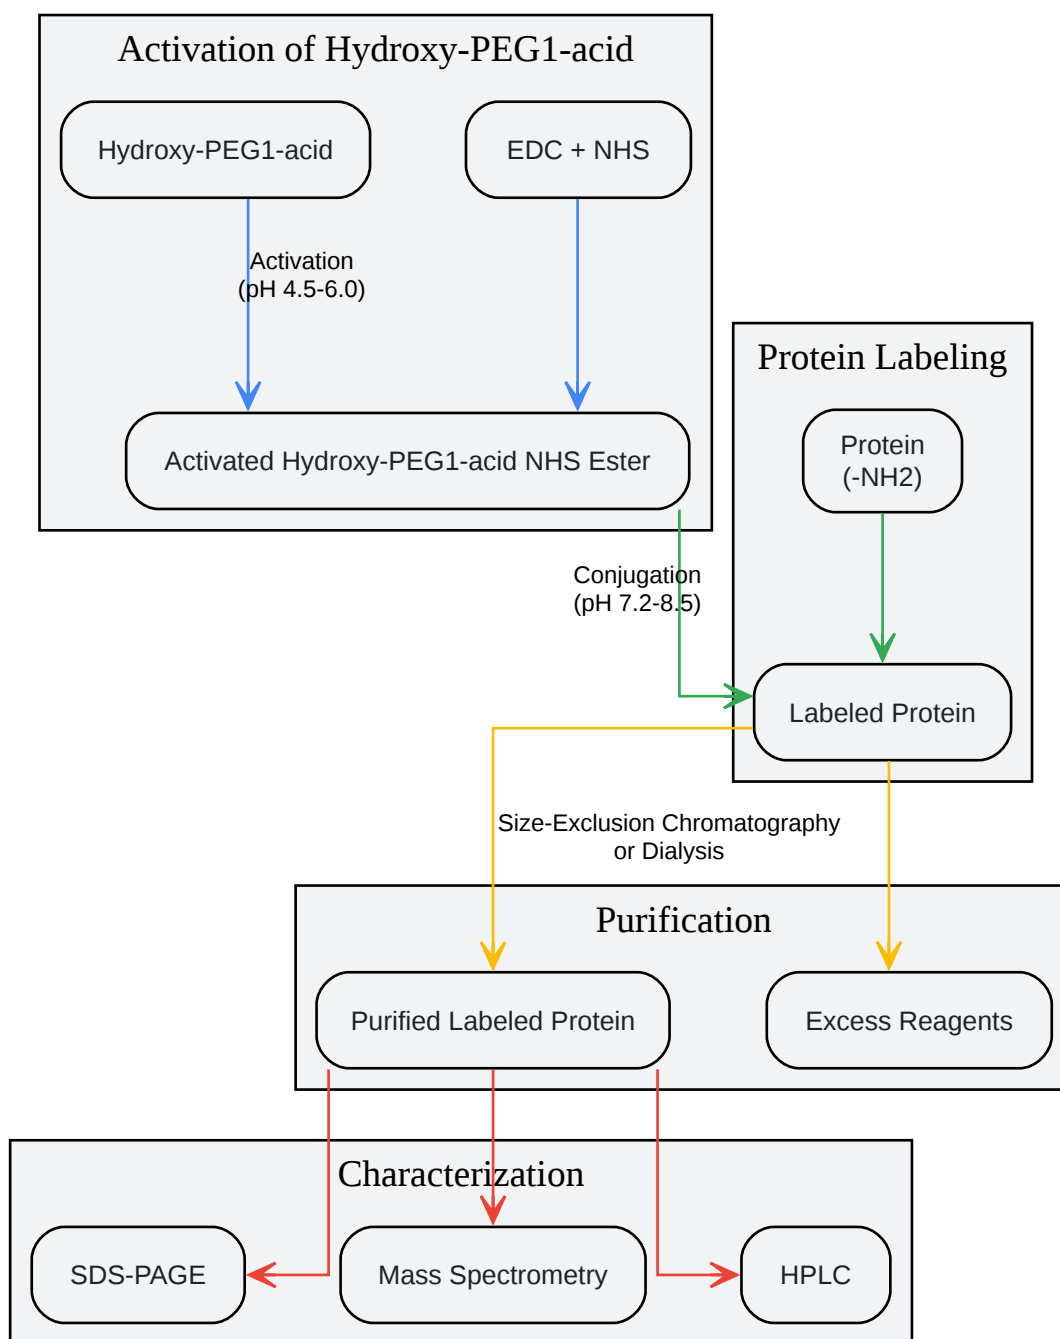 Activation of Hydroxy-PEG1-acid
Hydroxy-PEG1-acid
EDC + NHS
Activation
(pH 4.5-6.0)
Activated Hydroxy-PEG1-acid NHS Ester
Protein Labeling
Protein
(-NH2)
Conjugation
(pH 7.2-8.5)
Labeled Protein
Size-Exclusion Chromatography
or Dialysis
Purification
Purified Labeled Protein
Excess Reagents
Characterization
SDS-PAGE
Mass Spectrometry
HPLC